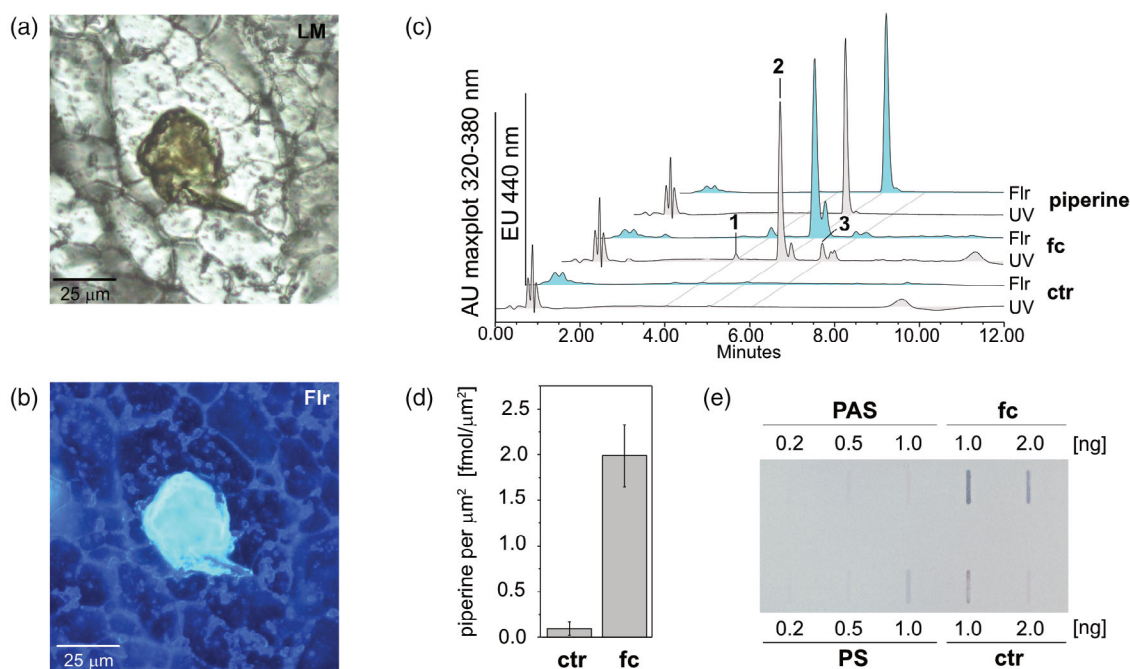 (a)
LM
25 μm
(b)
Flr
25 μm
(c)
AU maxplot 320-380 nm
EU 440 nm
1
2
3
Flr
piperine
UV
Flr
fc
UV
Flr
ctr
UV
0.00 2.00 4.00 6.00 8.00 10.00 12.00
Minutes
(d)
piperine per μm² [fmol/μm²]
2.5
2.0
1.5
1.0
0.5
0.0
ctr fc
(e)
PAS fc
0.2 0.5 1.0 1.0 2.0 [ng]
0.2 0.5 1.0 1.0 2.0 [ng]
PS ctr